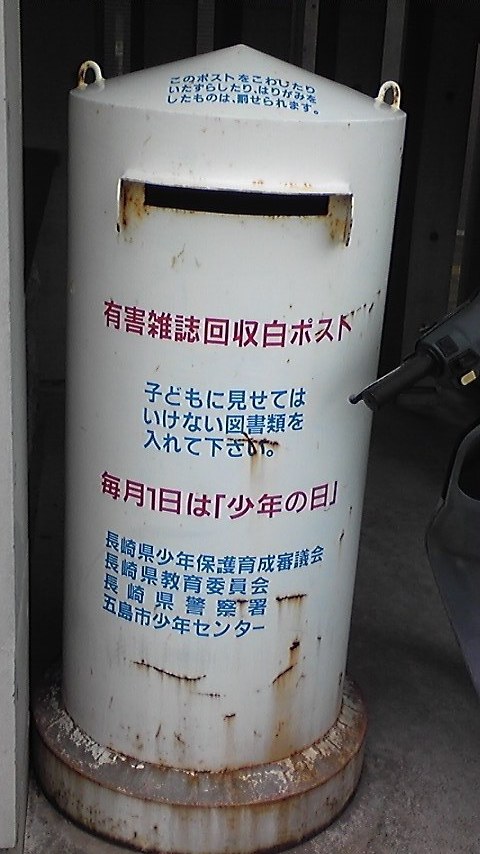 このポストをこわしたり
いたずらしたり、はりがみを
したものは、罰せられます。
有害雑誌回収白ポスト
子どもに見せては
いけない図書類を
入れて下さい。
毎月1日は「少年の日」
長崎県少年保護育成審議会
長崎県教育委員会
長崎県警察署
五島市少年センター